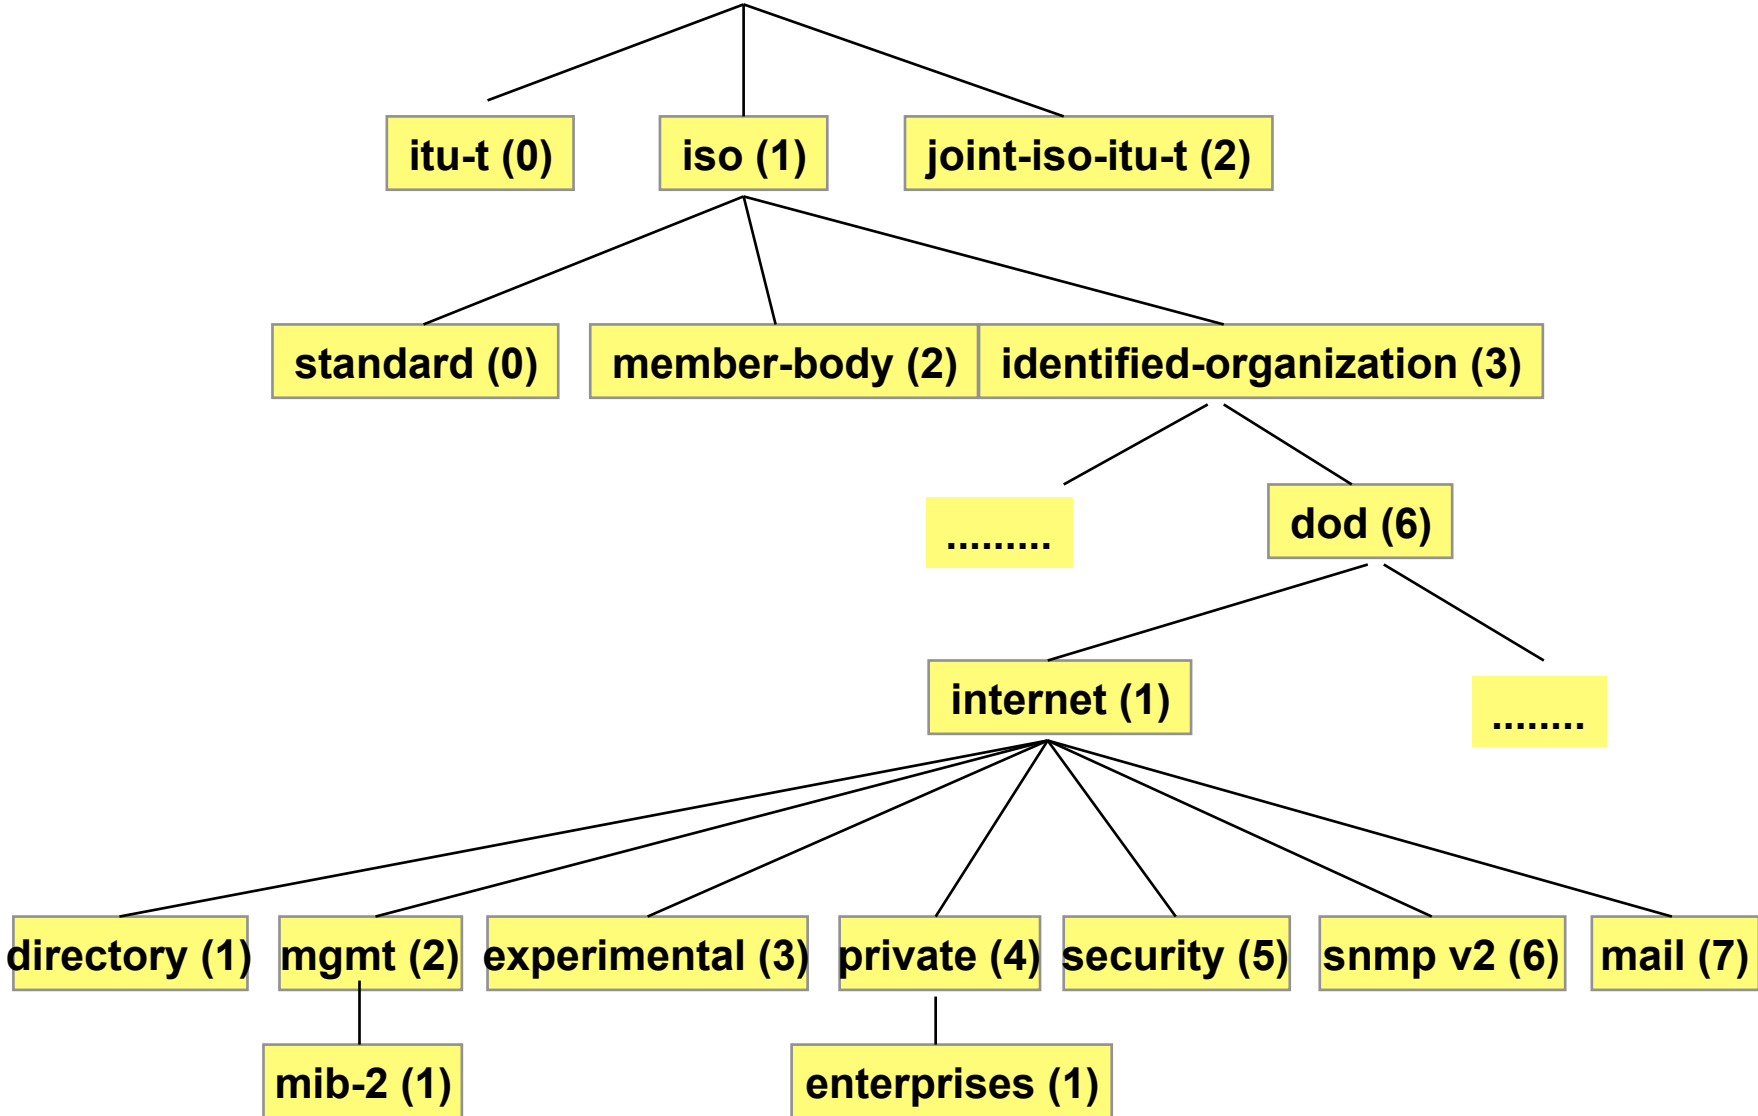 itu-t (0)
iso (1)
joint-iso-itu-t (2)
standard (0)
member-body (2)
identified-organization (3)
.........
dod (6)
internet (1)
........
directory (1)
mgmt (2)
experimental (3)
private (4)
security (5)
snmp v2 (6)
mail (7)
mib-2 (1)
enterprises (1)